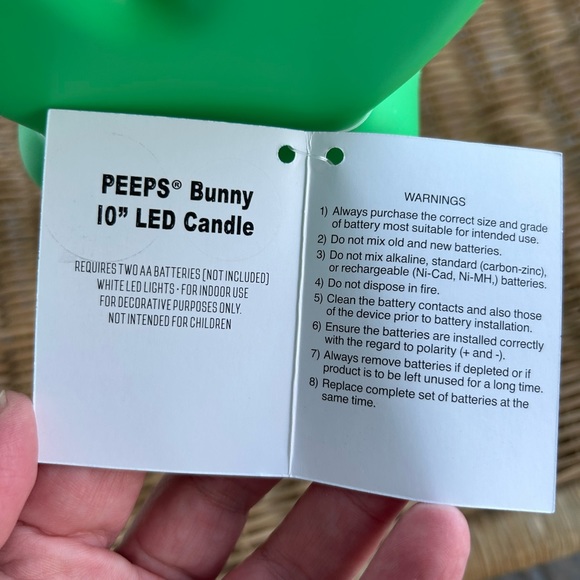 PEEPS® Bunny
10” LED Candle
REQUIRES TWO AA BATTERIES (NOT INCLUDED)
WHITE LED LIGHTS - FOR INDOOR USE
FOR DECORATIVE PURPOSES ONLY.
NOT INTENDED FOR CHILDREN
WARNINGS
1) Always purchase the correct size and grade
of battery most suitable for intended use.
2) Do not mix old and new batteries.
3) Do not mix alkaline, standard (carbon-zinc),
or rechargeable (Ni-Cad, Ni-MH,) batteries.
4) Do not dispose in fire.
5) Clean the battery contacts and also those
of the device prior to battery installation.
6) Ensure the batteries are installed correctly
with the regard to polarity (+ and -).
7) Always remove batteries if depleted or if
product is to be left unused for a long time.
8) Replace complete set of batteries at the
same time.